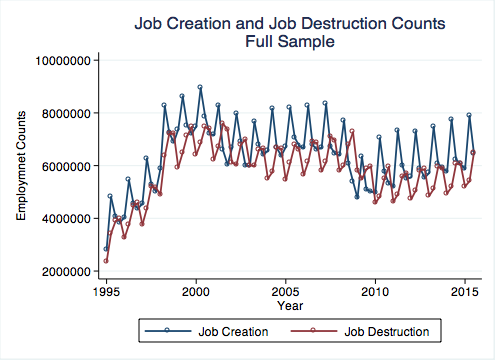 Job Creation and Job Destruction Counts
Full Sample
Employmnet Counts
10000000
8000000
6000000
4000000
2000000
1995 2000 2005 2010 2015
Year
Job Creation Job Destruction